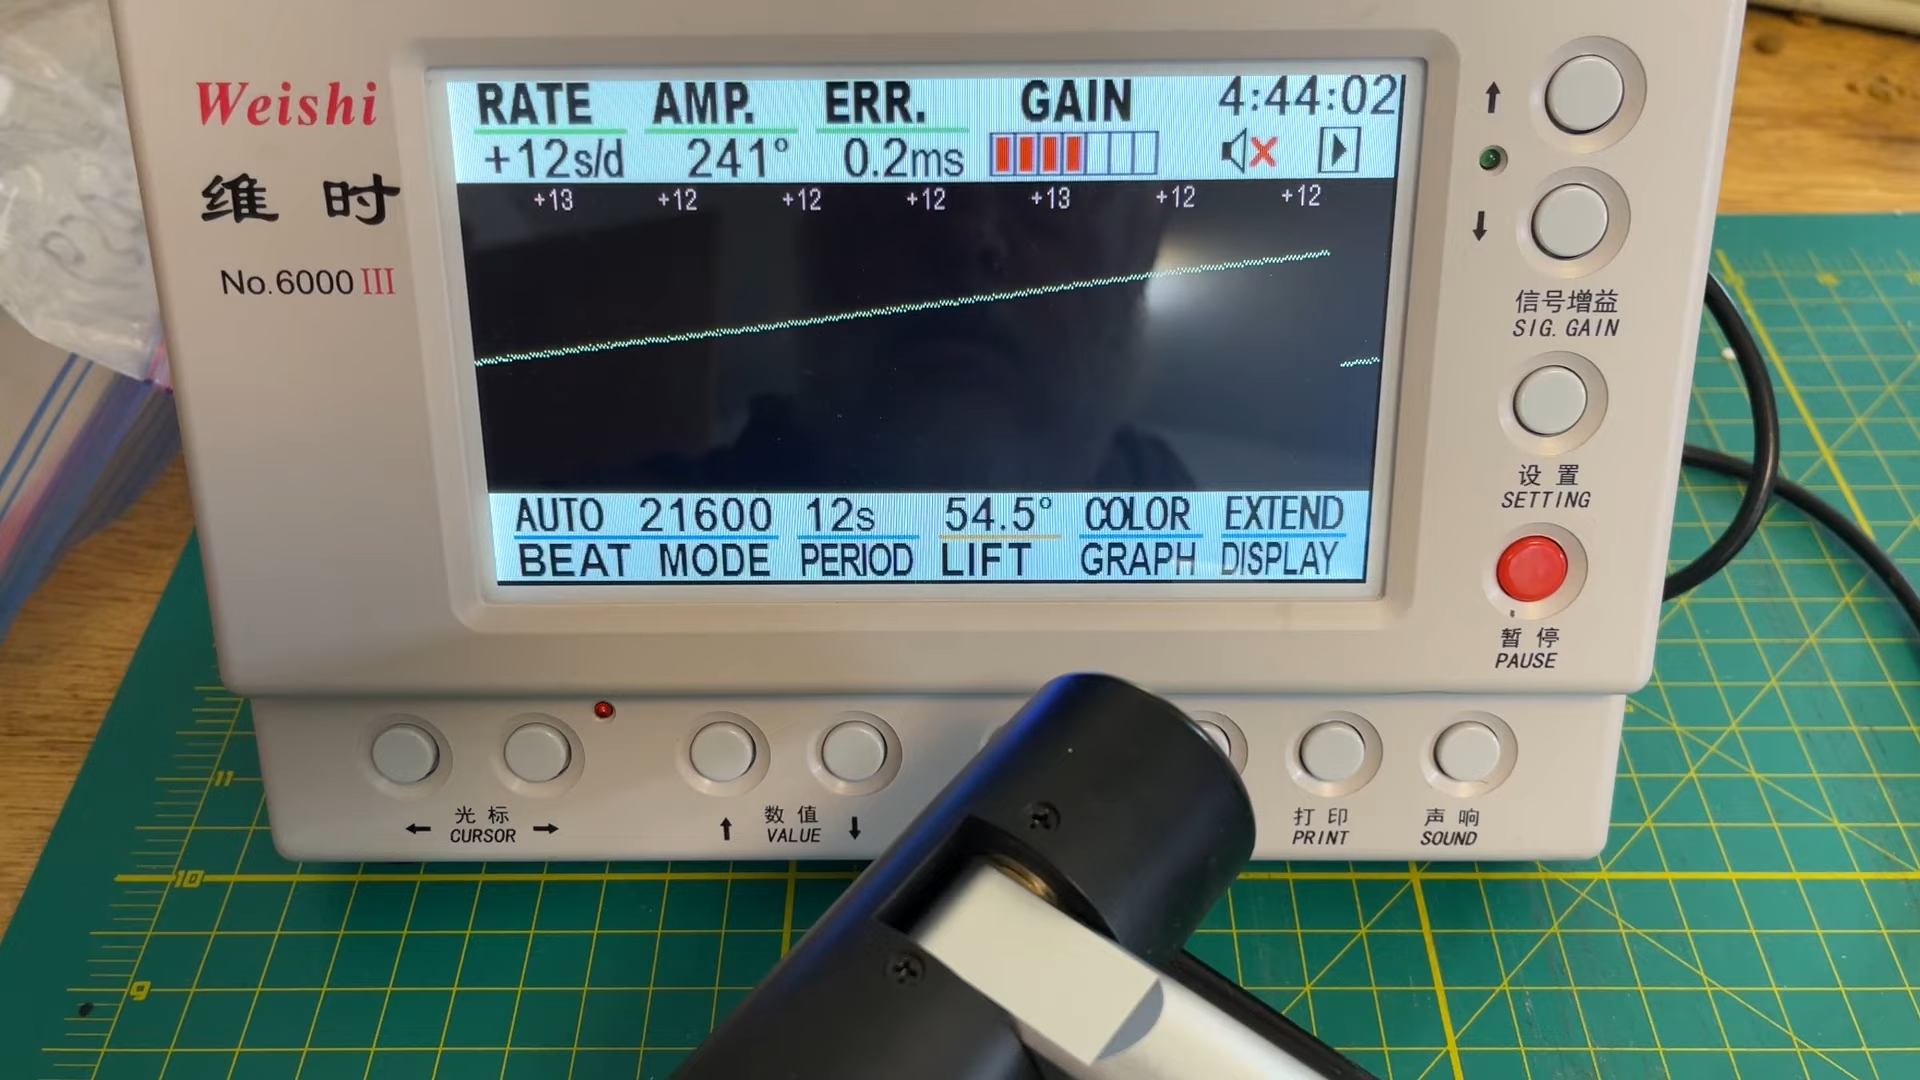 Weishi
维 时
No.6000 III
RATE AMP. ERR. GAIN 4:44:02
+12s/d 241° 0.2ms
+13 +12 +12 +12 +13 +12 +12
AUTO 21600 12s 54.5° COLOR EXTEND
BEAT MODE PERIOD LIFT GRAPH DISPLAY
信号增益
SIG.GAIN
设 置
SETTING
暂 停
PAUSE
光 标
← CURSOR →
数 值
↑ VALUE ↓
打 印
PRINT
声 响
SOUND
11
10
9